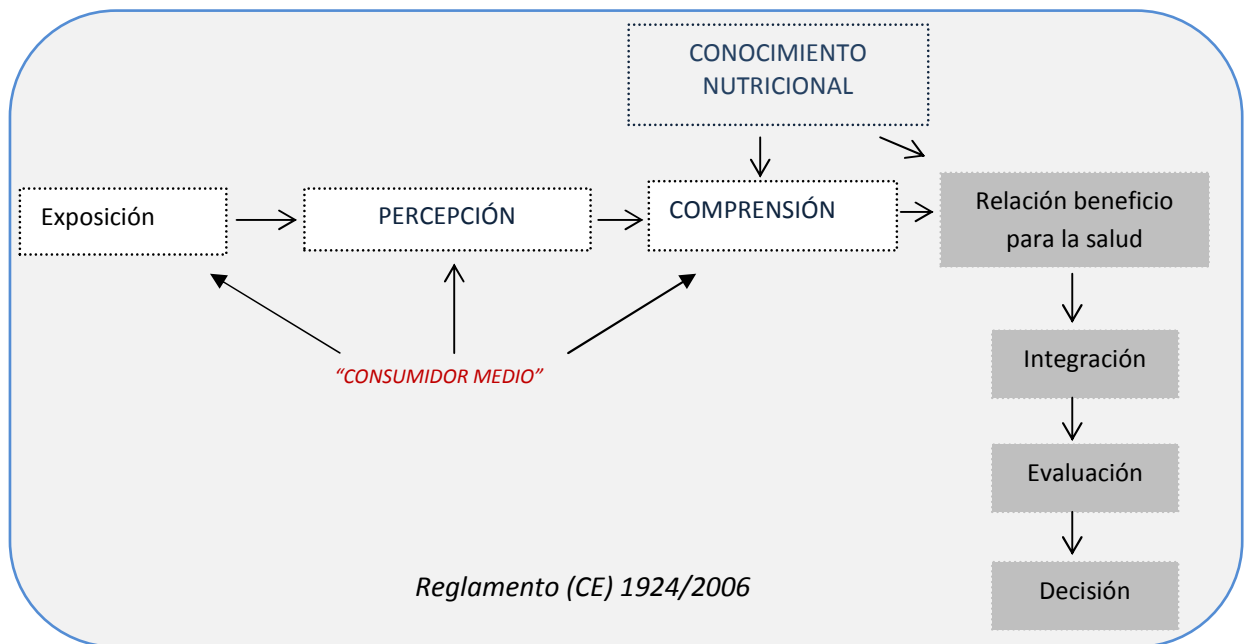 CONOCIMIENTO
NUTRICIONAL
Exposición
PERCEPCIÓN
COMPRENSIÓN
Relación beneficio
para la salud
"CONSUMIDOR MEDIO"
Integración
Evaluación
Decisión
Reglamento (CE) 1924/2006